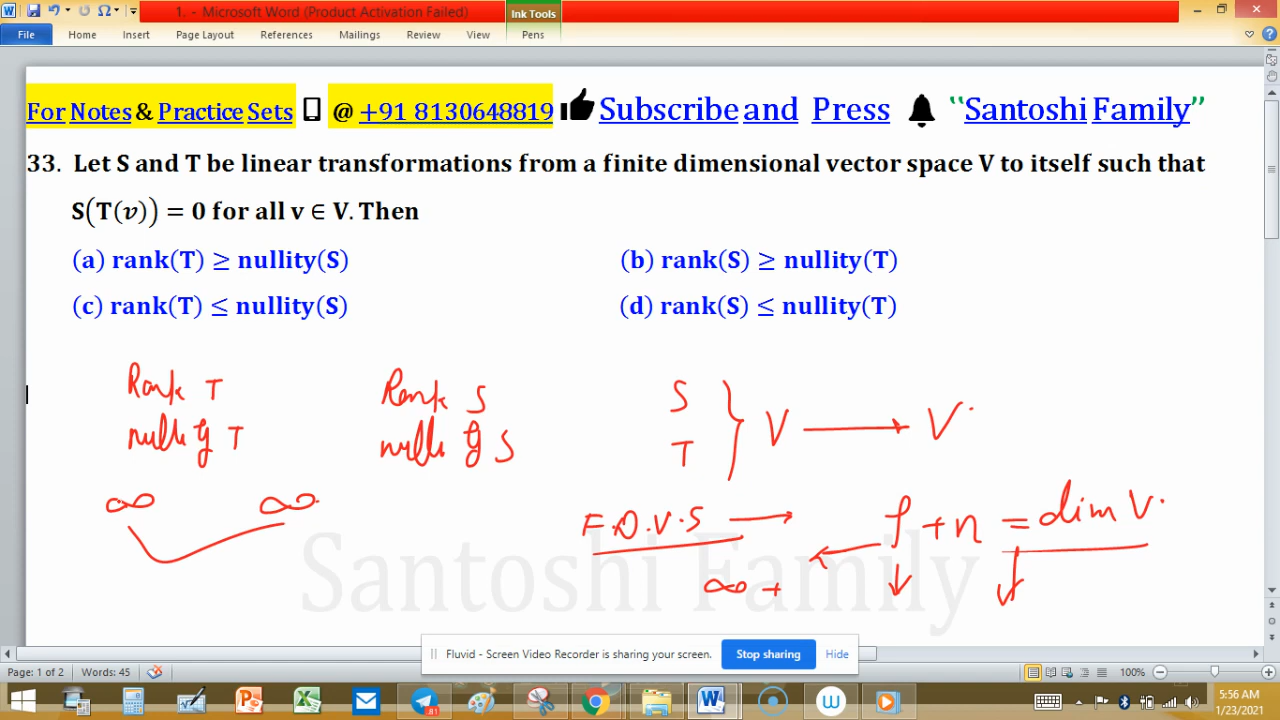 1. - Microsoft Word (Product Activation Failed)
Ink Tools
File Home Insert Page Layout References Mailings Review View Pens
For Notes & Practice Sets @ +91 8130648819 Subscribe and Press "Santoshi Family"
33. Let S and T be linear transformations from a finite dimensional vector space V to itself such that
S(T(v)) = 0 for all v ∈ V. Then
(a) rank(T) ≥ nullity(S) (b) rank(S) ≥ nullity(T)
(c) rank(T) ≤ nullity(S) (d) rank(S) ≤ nullity(T)
Rank T Rank S S
nullity T nullity S T } V → V
∞ ∞
F.D.V.S → ρ + n = dim V
∞ +
Santoshi Family
Fluvid - Screen Video Recorder is sharing your screen. Stop sharing Hide
Page: 1 of 2 Words: 45 100%
81
5:56 AM
1/23/2021